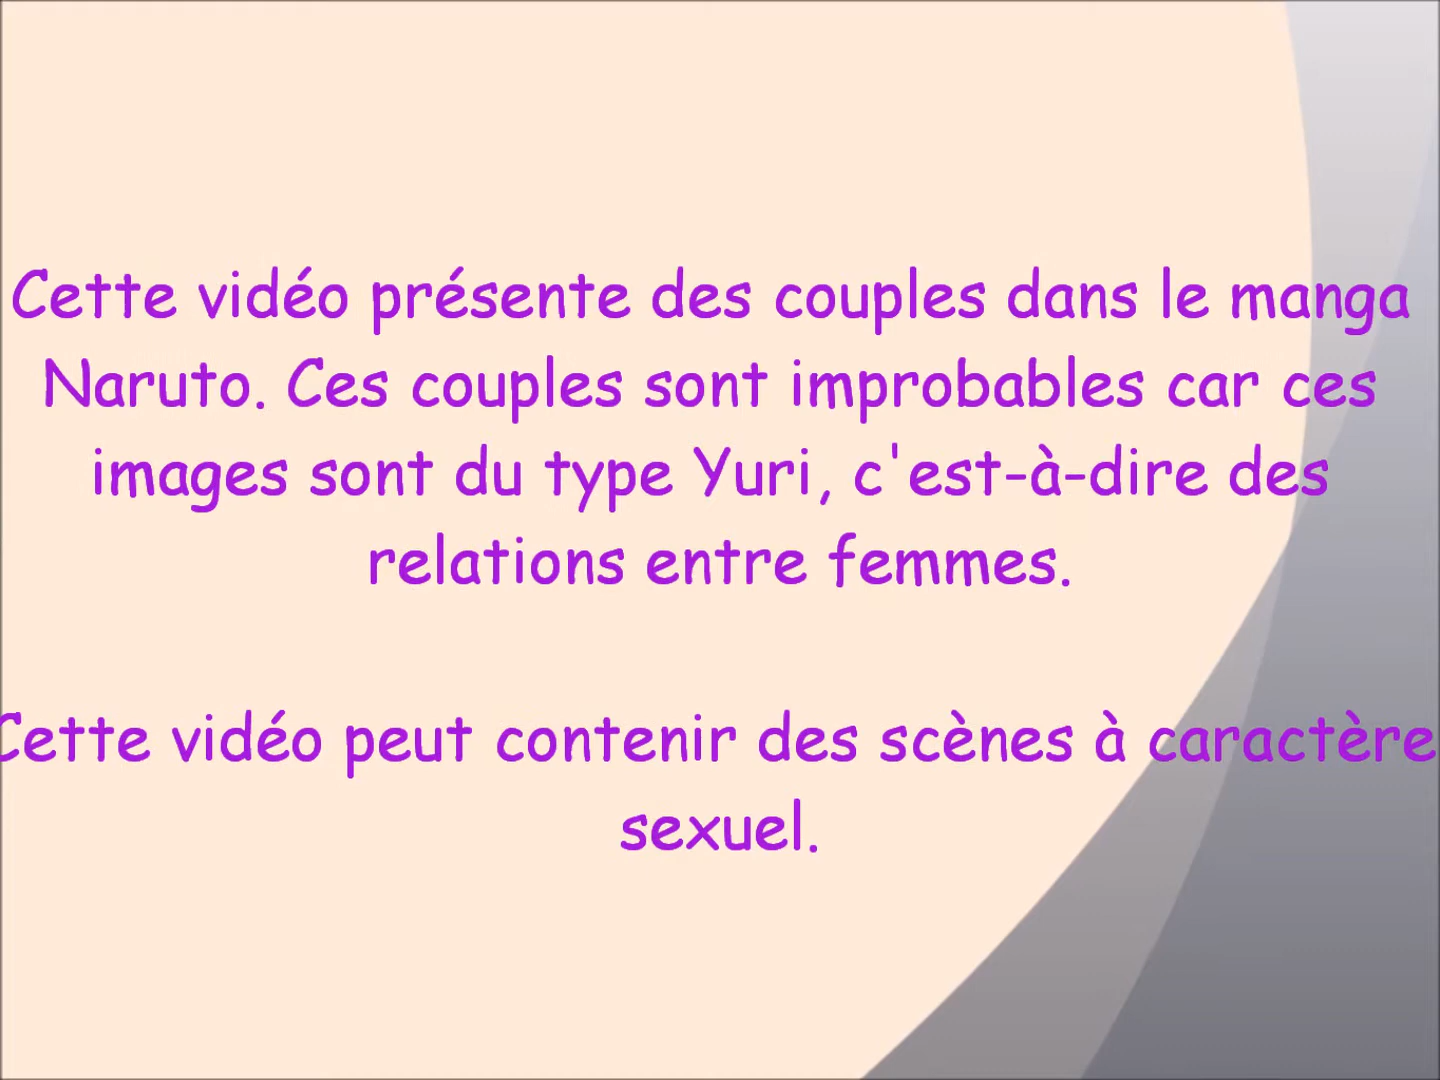 Cette vidéo présente des couples dans le manga
Naruto. Ces couples sont improbables car ces
images sont du type Yuri, c'est-à-dire des
relations entre femmes.
Cette vidéo peut contenir des scènes à caractère
sexuel.